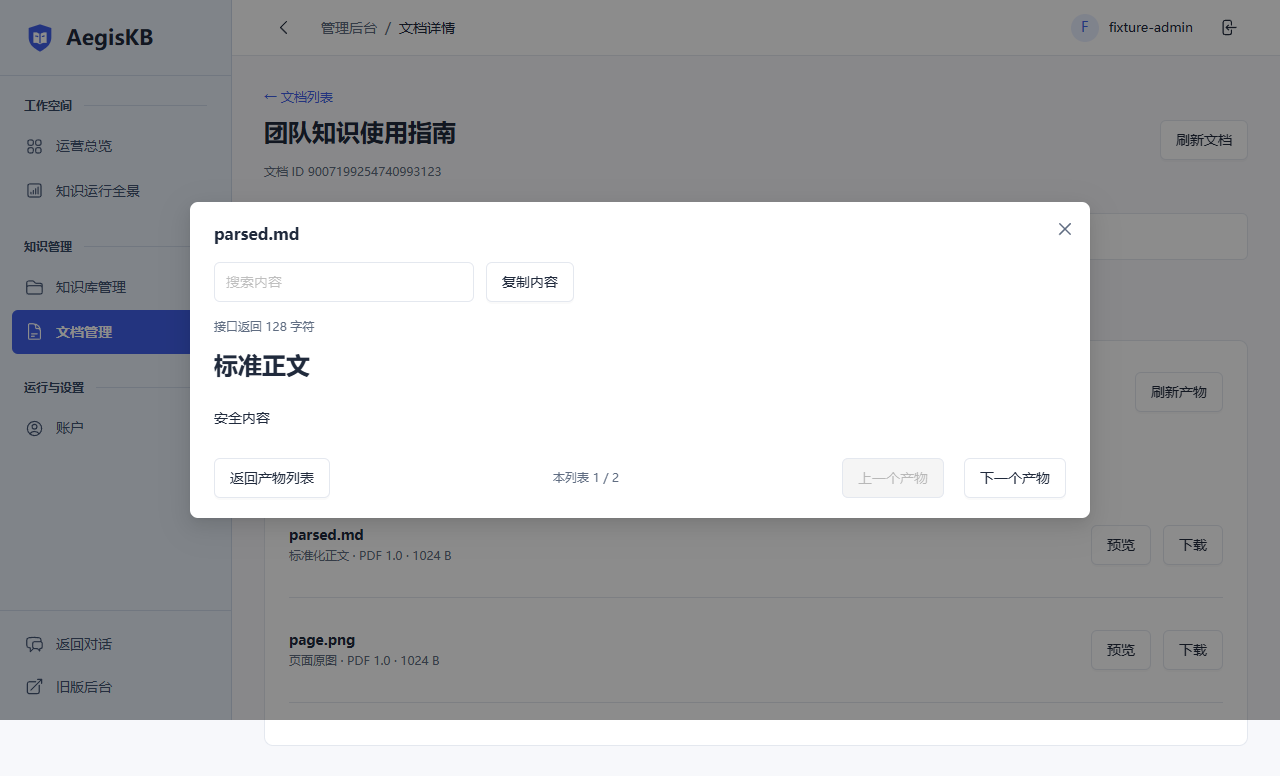 AegisKB
管理后台 / 文档详情
F fixture-admin
工作空间
运营总览
知识运行全景
知识管理
知识库管理
文档管理
运行与设置
账户
返回对话
旧版后台
← 文档列表
团队知识使用指南
文档 ID 9007199254740993123
刷新文档
parsed.md
搜索内容
复制内容
接口返回 128 字符
标准正文
安全内容
返回产物列表
本列表 1 / 2
上一个产物
下一个产物
刷新产物
parsed.md
标准化正文 · PDF 1.0 · 1024 B
预览
下载
page.png
页面原图 · PDF 1.0 · 1024 B
预览
下载